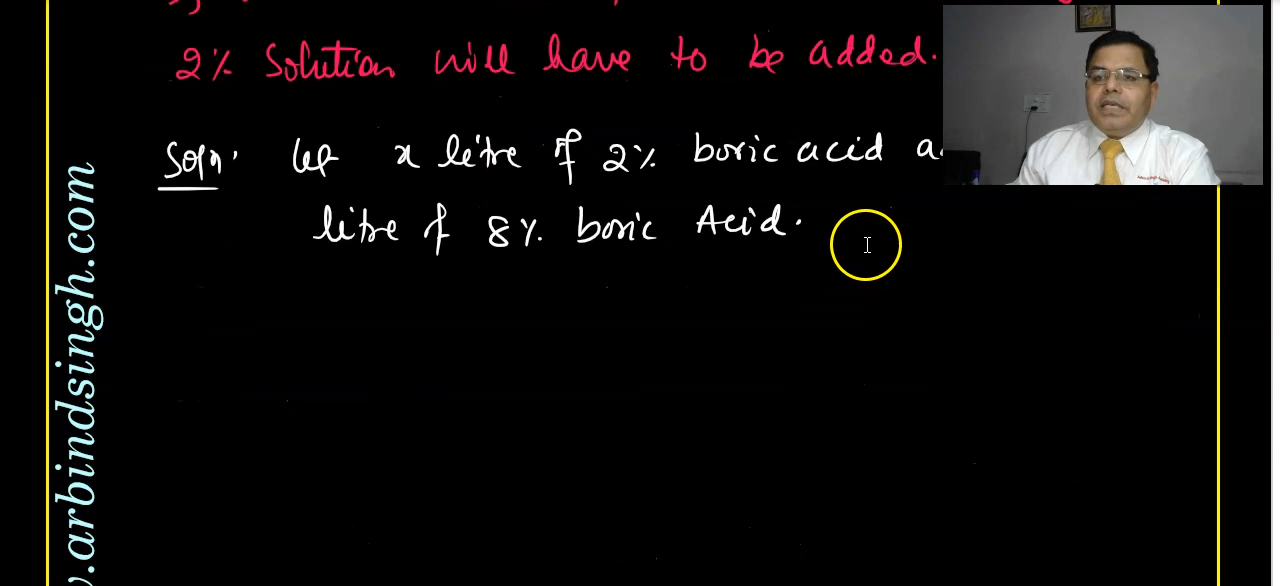 2% Solution will have to be added.
Soln. Let x litre of 2% boric acid a
litre of 8% boric Acid.
.arbindsingh.com